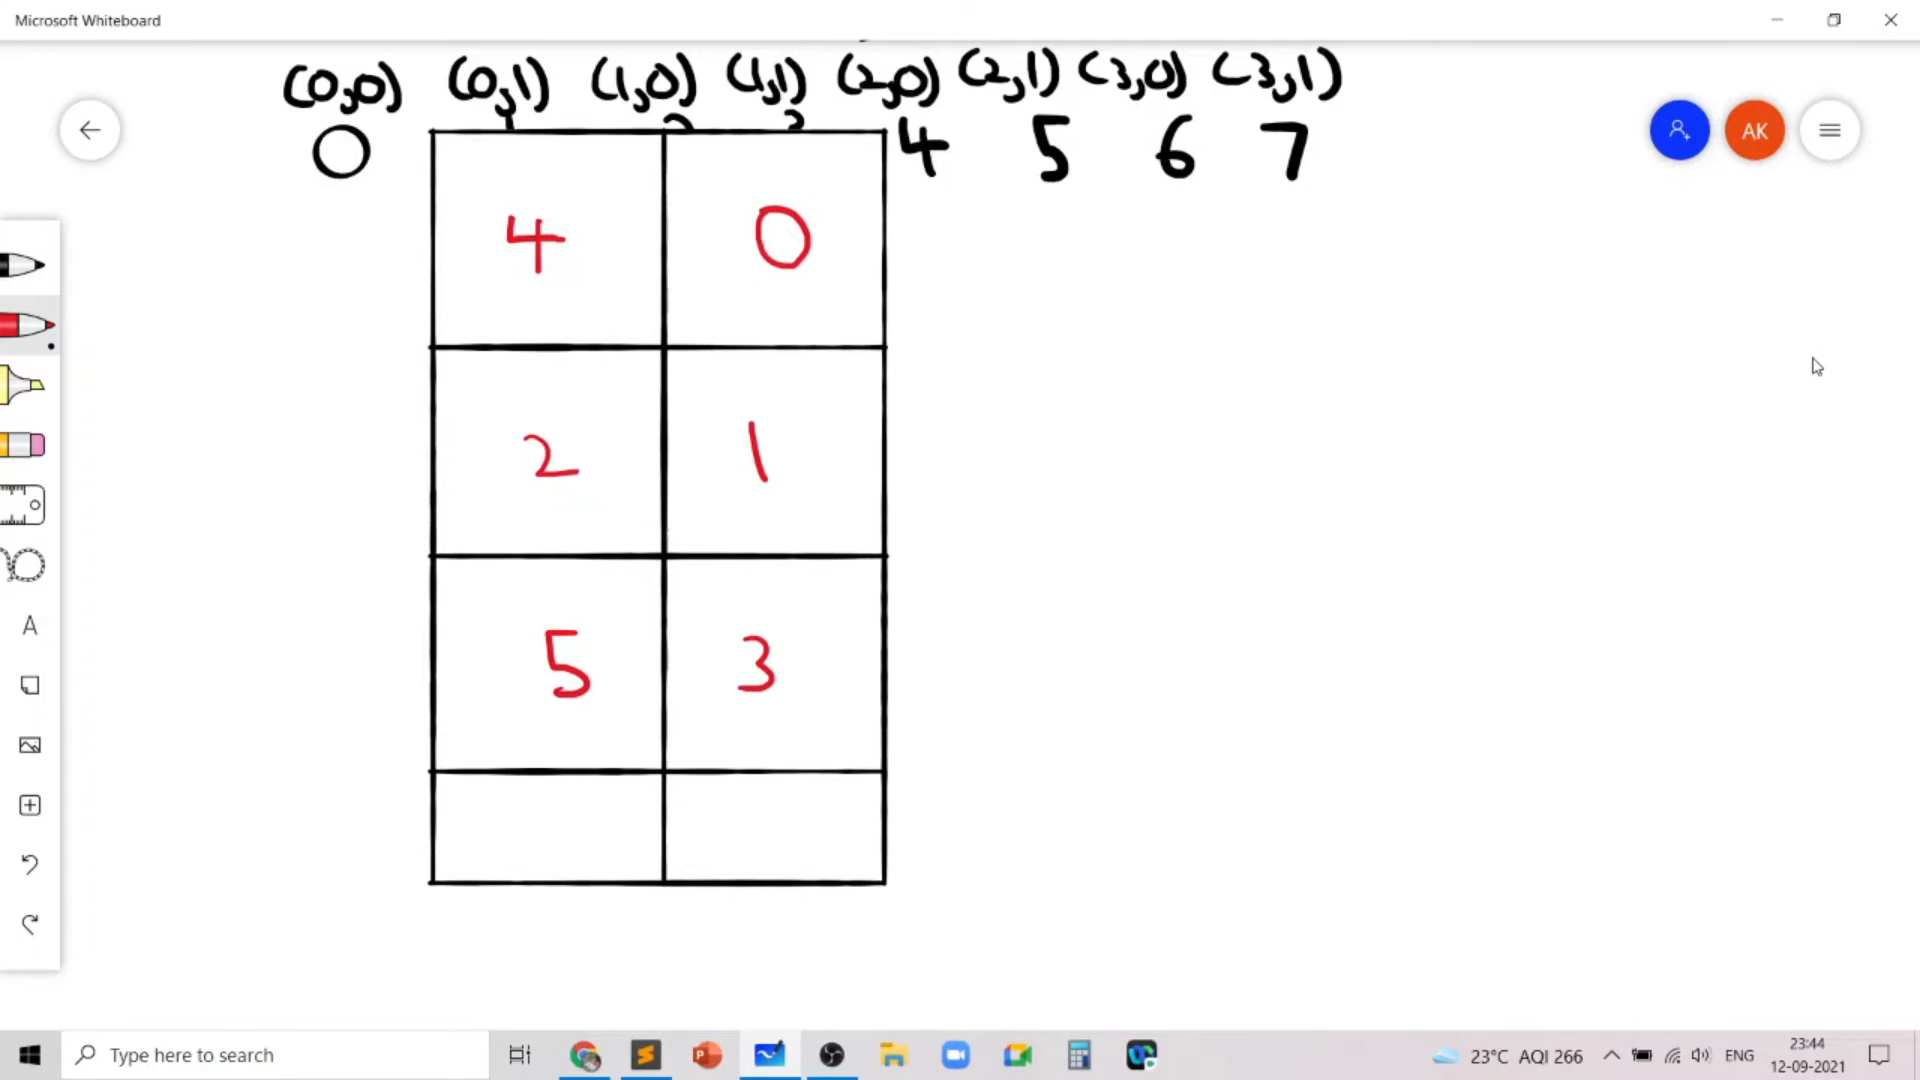 Microsoft Whiteboard
(0,0) (0,1) (1,0) (1,1) (2,0) (2,1) (3,0) (3,1)
0 4 5 6 7
AK
4 0
2 1
5 3
A
Type here to search
23°C AQI 266
ENG
23:44
12-09-2021